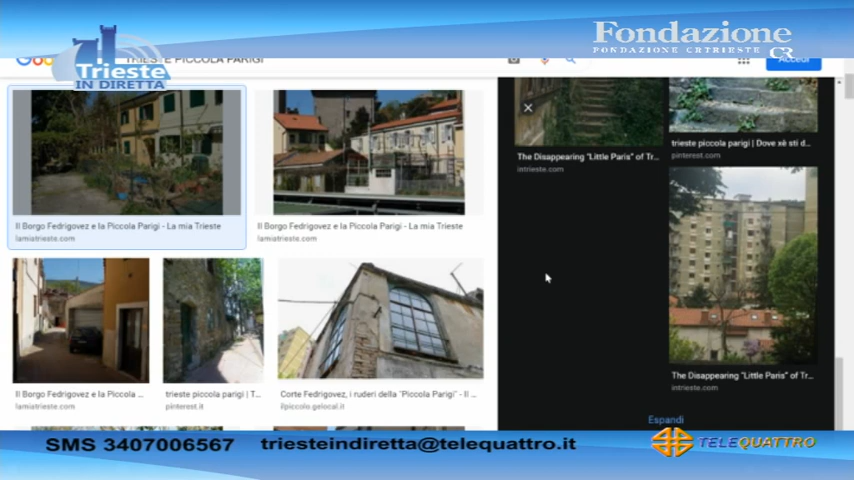 Fondazione
FONDAZIONE CRTRIESTE
CR
Trieste
IN DIRETTA
TRIESTE PICCOLA PARIGI
Accedi
Il Borgo Fedrigovez e la Piccola Parigi - La mia Trieste
lamiatrieste.com
Il Borgo Fedrigovez e la Piccola Parigi - La mia Trieste
lamiatrieste.com
The Disappearing "Little Paris" of Tr...
intrieste.com
trieste piccola parigi | Dove xè sti d...
pinterest.com
Il Borgo Fedrigovez e la Piccola ...
lamiatrieste.com
trieste piccola parigi | T...
pinterest.it
Corte Fedrigovez, i ruderi della "Piccola Parigi" - Il ...
ilpiccolo.gelocal.it
The Disappearing "Little Paris" of Tr...
intrieste.com
Espandi
SMS 3407006567 triesteindiretta@telequattro.it
TELEQUATTRO